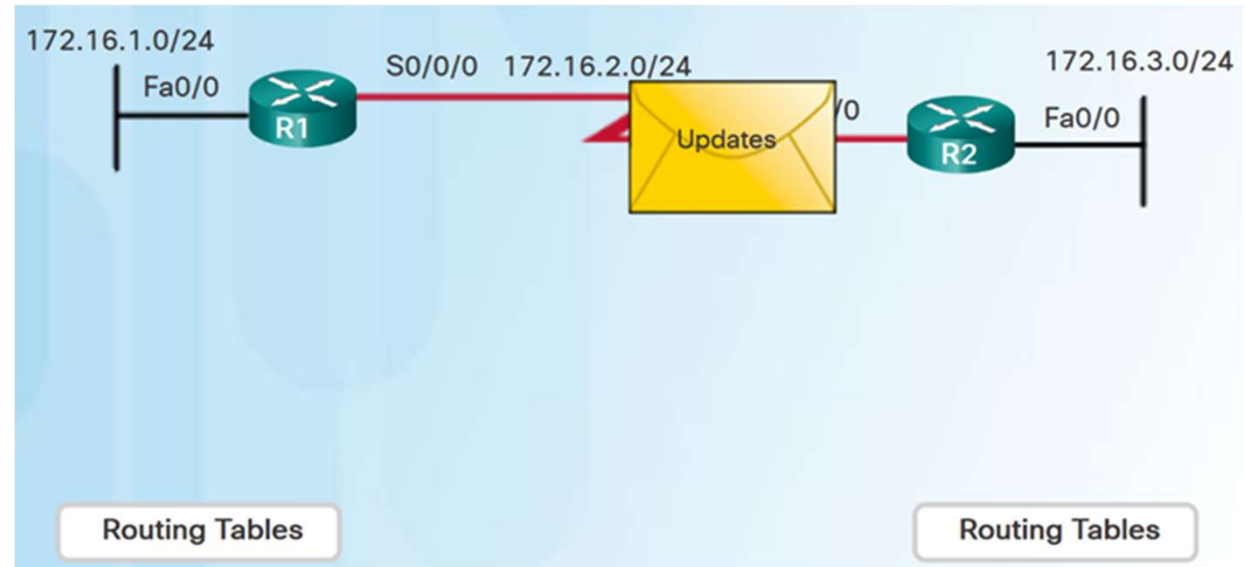 172.16.1.0/24
Fa0/0
R1
S0/0/0
172.16.2.0/24
Updates
/0
R2
172.16.3.0/24
Fa0/0
Routing Tables
Routing Tables